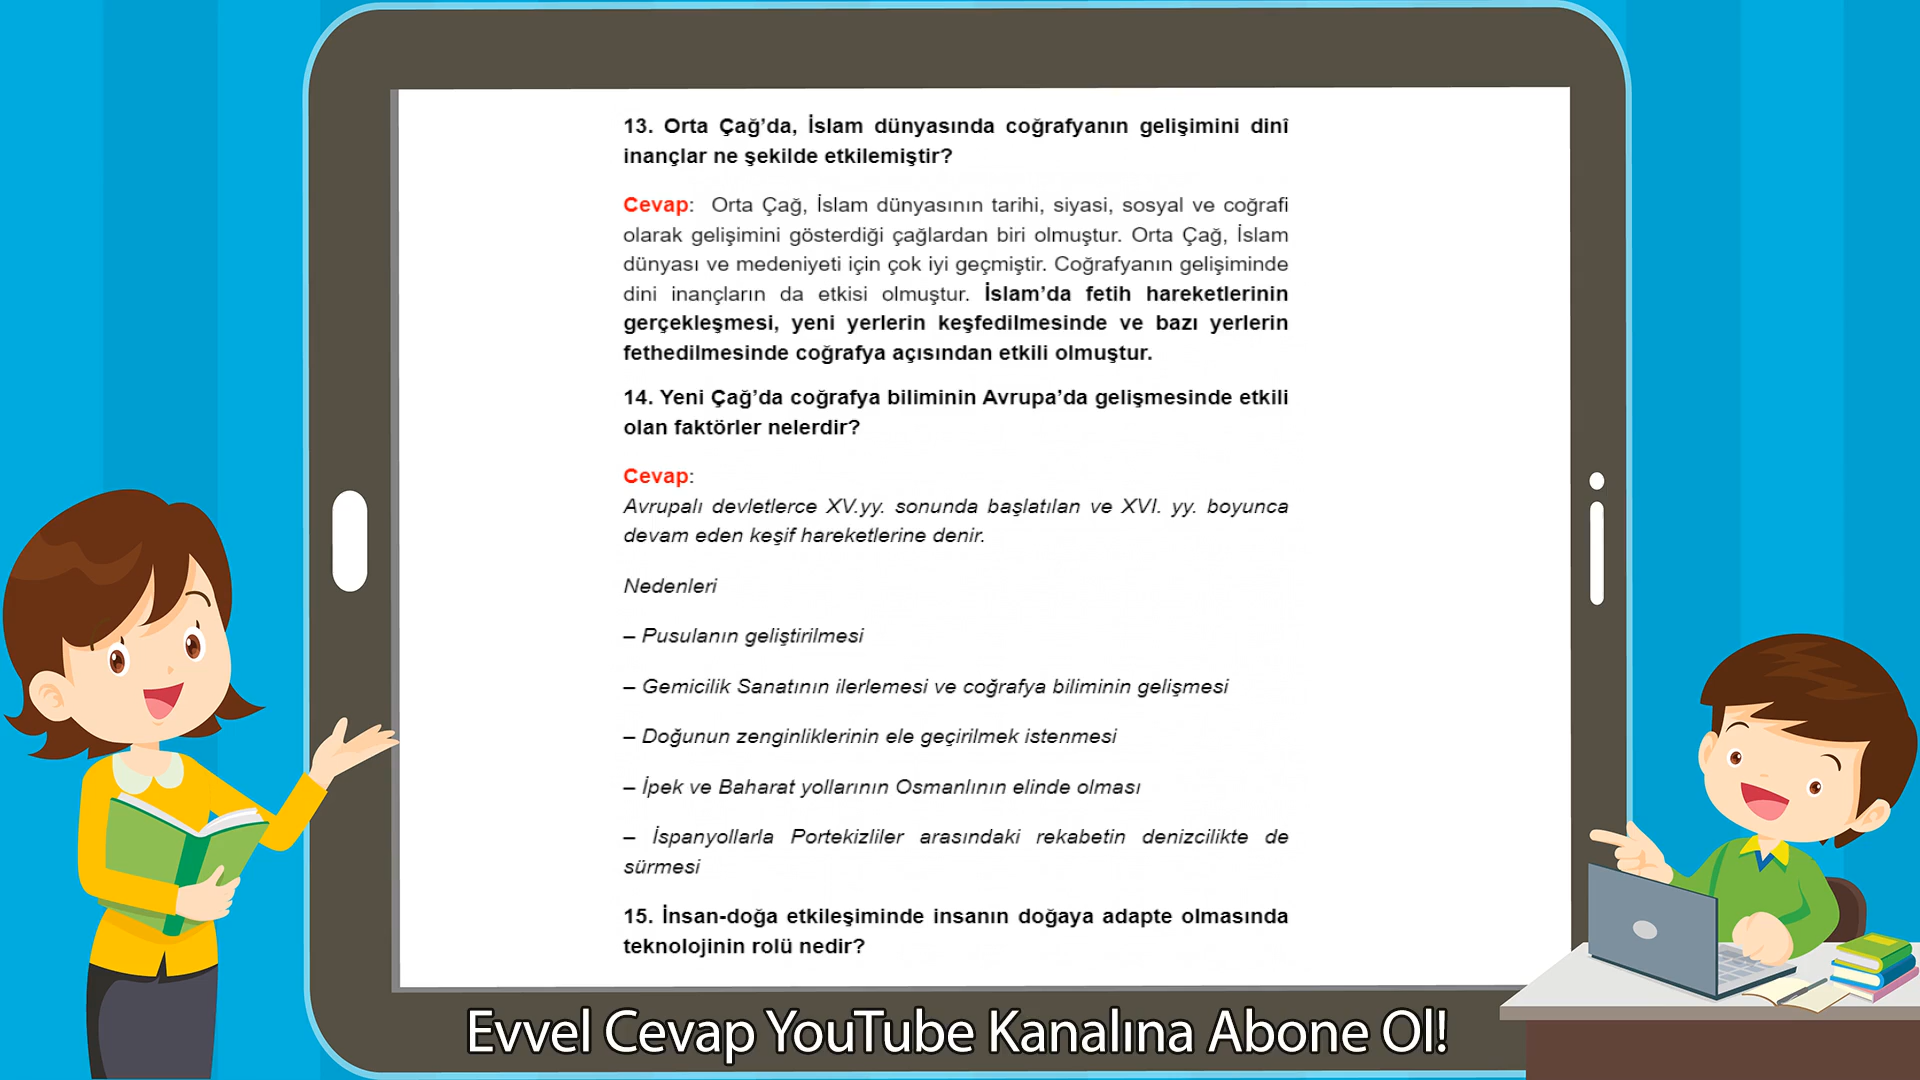 13. Orta Çağ’da, İslam dünyasında coğrafyanın gelişimini dinî
inançlar ne şekilde etkilemiştir?
Cevap: Orta Çağ, İslam dünyasının tarihi, siyasi, sosyal ve coğrafi
olarak gelişimini gösterdiği çağlardan biri olmuştur. Orta Çağ, İslam
dünyası ve medeniyeti için çok iyi geçmiştir. Coğrafyanın gelişiminde
dini inançların da etkisi olmuştur. İslam’da fetih hareketlerinin
gerçekleşmesi, yeni yerlerin keşfedilmesinde ve bazı yerlerin
fethedilmesinde coğrafya açısından etkili olmuştur.
14. Yeni Çağ’da coğrafya biliminin Avrupa’da gelişmesinde etkili
olan faktörler nelerdir?
Cevap:
Avrupalı devletlerce XV.yy. sonunda başlatılan ve XVI. yy. boyunca
devam eden keşif hareketlerine denir.
Nedenleri
– Pusulanın geliştirilmesi
– Gemicilik Sanatının ilerlemesi ve coğrafya biliminin gelişmesi
– Doğunun zenginliklerinin ele geçirilmek istenmesi
– İpek ve Baharat yollarının Osmanlının elinde olması
– İspanyollarla Portekizliler arasındaki rekabetin denizcilikte de
sürmesi
15. İnsan-doğa etkileşiminde insanın doğaya adapte olmasında
teknolojinin rolü nedir?
Evvel Cevap YouTube Kanalına Abone Ol!